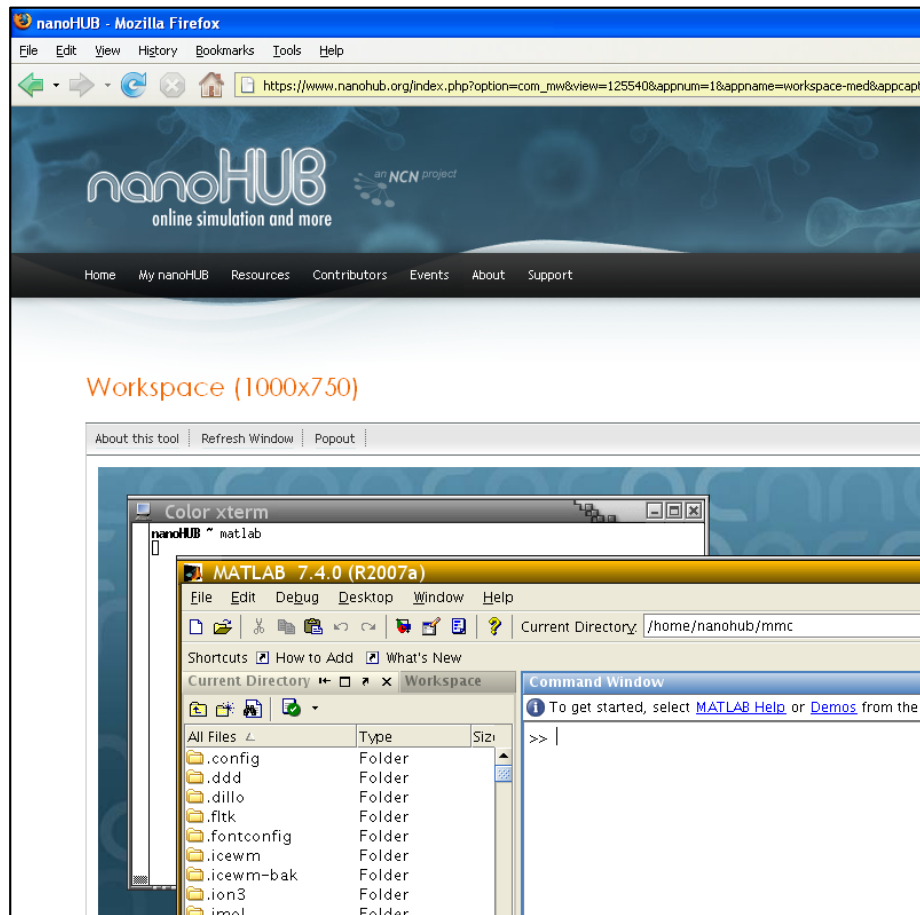 nanoHUB - Mozilla Firefox
File Edit View History Bookmarks Tools Help
https://www.nanohub.org/index.php?option=com_mw&view=125540&appnum=1&appname=workspace-med&appcapt
nanoHUB an NCN project
online simulation and more
Home My nanoHUB Resources Contributors Events About Support
Workspace (1000x750)
About this tool Refresh Window Popout
Color xterm
nanoHUB ~ matlab
MATLAB 7.4.0 (R2007a)
File Edit Debug Desktop Window Help
Current Directory: /home/nanohub/mmc
Shortcuts How to Add What's New
Current Directory Workspace Command Window
To get started, select MATLAB Help or Demos from the
All Files Type Siz
>>
.config Folder
.ddd Folder
.dillo Folder
.fltk Folder
.fontconfig Folder
.icewm Folder
.icewm-bak Folder
.ion3 Folder
.jmol Folder